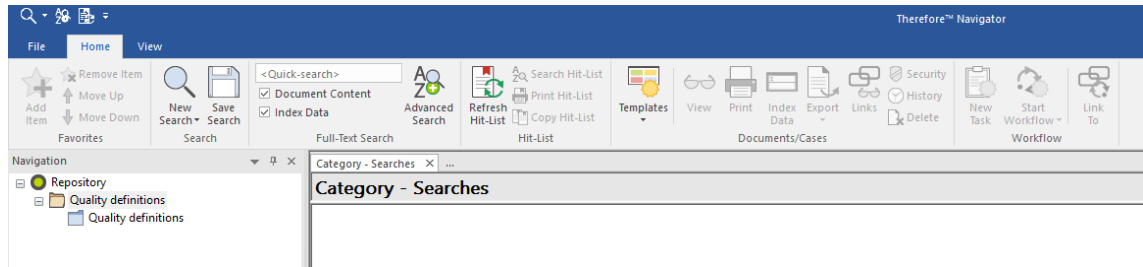 Therefore™ Navigator
File Home View
Add Item
Remove Item
Move Up
Move Down
Favorites
New Search
Save Search
Search
<Quick-search>
Document Content
Index Data
Advanced Search
Full-Text Search
Refresh Hit-List
Search Hit-List
Print Hit-List
Copy Hit-List
Hit-List
Templates
View
Print
Index Data
Export
Links
Security
History
Delete
Documents/Cases
New Task
Start Workflow
Link To
Workflow
Navigation
Repository
Quality definitions
Quality definitions
Category - Searches ...
Category - Searches